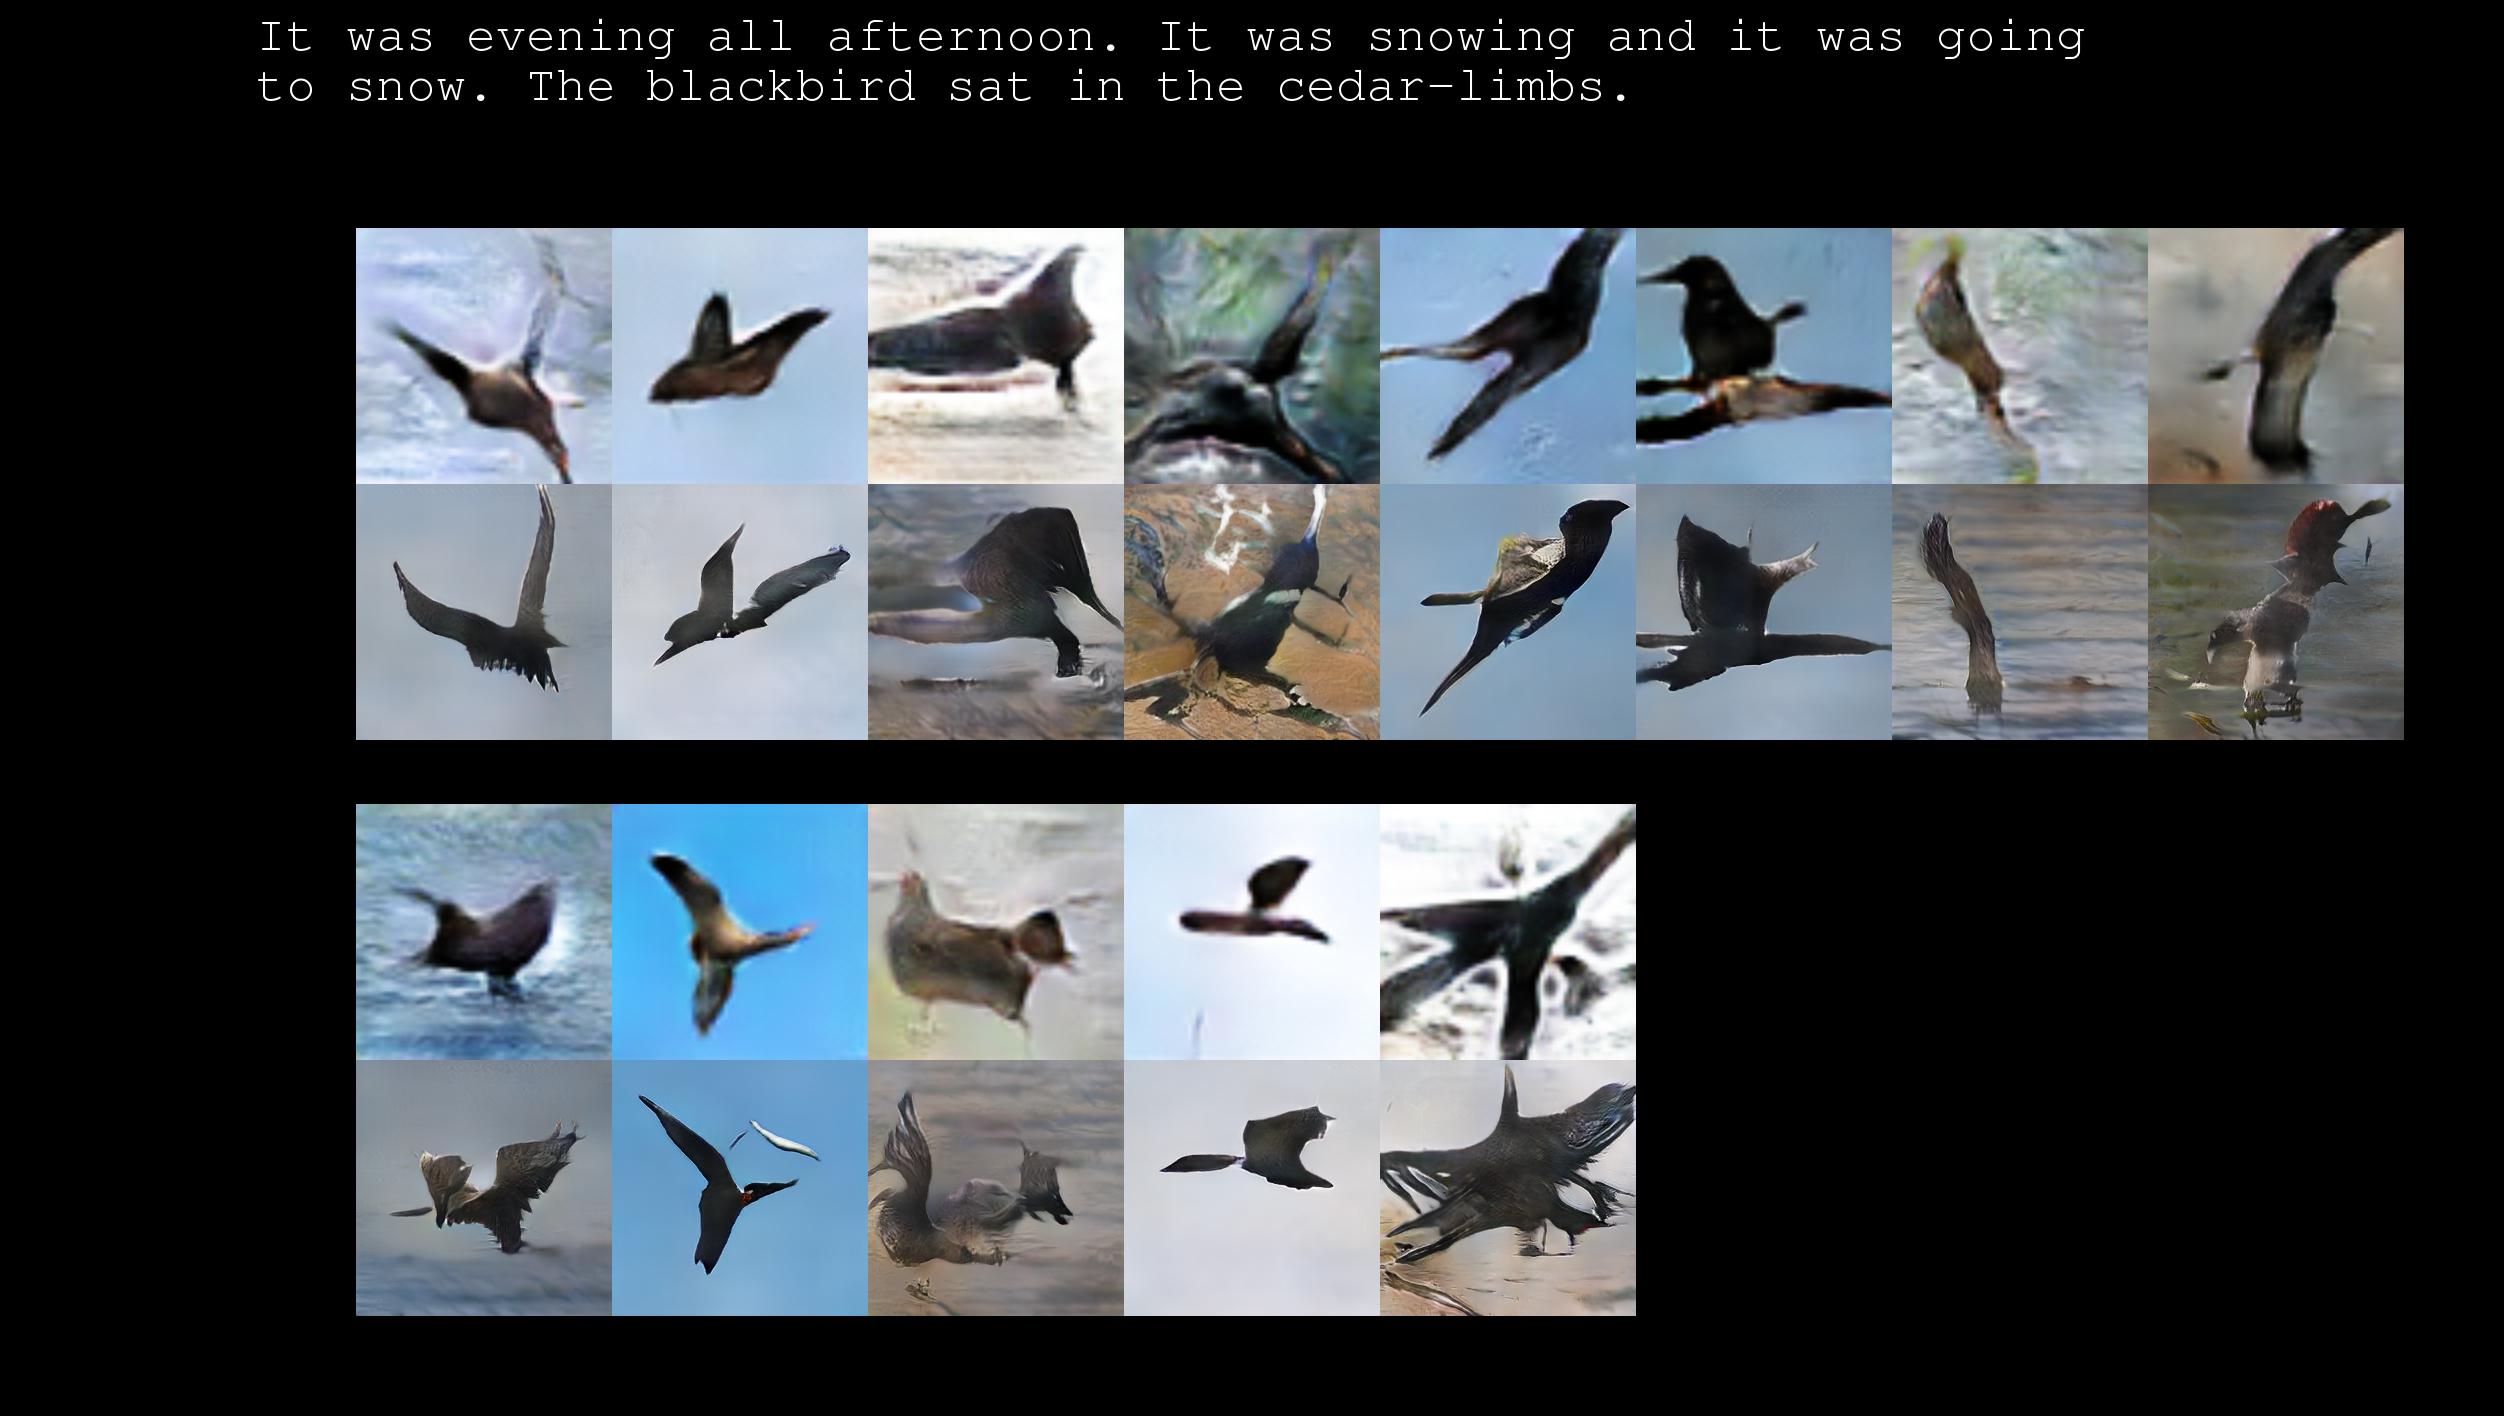 It was evening all afternoon. It was snowing and it was going
to snow. The blackbird sat in the cedar-limbs.